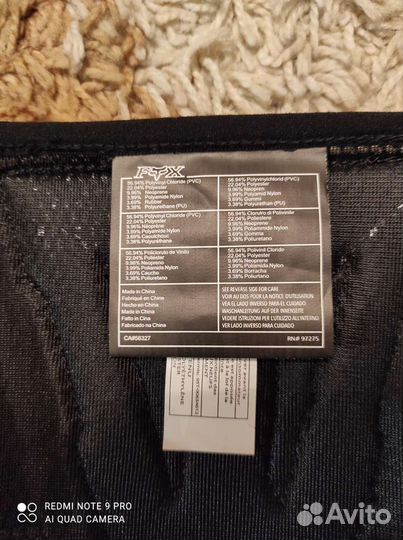 FOX
56.94% Polyvinyl Chloride (PVC)
22.04% Polyester
9.96% Neoprene
3.99% Polyamide Nylon
3.69% Rubber
3.38% Polyurethane (PU)
56.94% Polyvinylchlorid (PVC)
22.04% Polyester
9.96% Neopren
3.99% Polyamid Nylon
3.69% Gummi
3.38% Polyurethan (PU)
56.94% Polyvinyl Chloride (PVC)
22.04% Polyester
9.96% Néoprène
3.99% Polyamide Nylon
3.69% Caoutchouc
3.38% Polyuréthane
56.94% Cloruro di Polivinile
22.04% Poliestere
9.96% Neoprene
3.99% Poliammide Nylon
3.69% Gomma
3.38% Poliuretano
56.94% Policloruro de Vinilo
22.04% Poliéster
9.96% Neopreno
3.99% Poliamida Nylon
3.69% Caucho
3.38% Poliuretano
56.94% Polivinil Cloride
22.04% Poliester
9.96% Neopreno
3.99% Poliamida Nylon
3.69% Borracha
3.38% Poliurtano
Made in China
Fabriqué en China
Hecho en China
Made in China
Fatto in Cina
Fabricado na China
SEE REVERSE SIDE FOR CARE
VOIR AU DOS POUR LA NOTICE D'UTILISATION
VEA EL CUIDADO INVERSO PARA EL CUIDADO
WASCHANLEITUNG AUF DER INNENSEITE
VEDERE ISTRUZIONI PER L'UTILIZZO ALL'INTERNO
VER LADO INVERSO PARA CUIDADOS
CA#56327
RN# 97275
REDMI NOTE 9 PRO
AI QUAD CAMERA
Avito